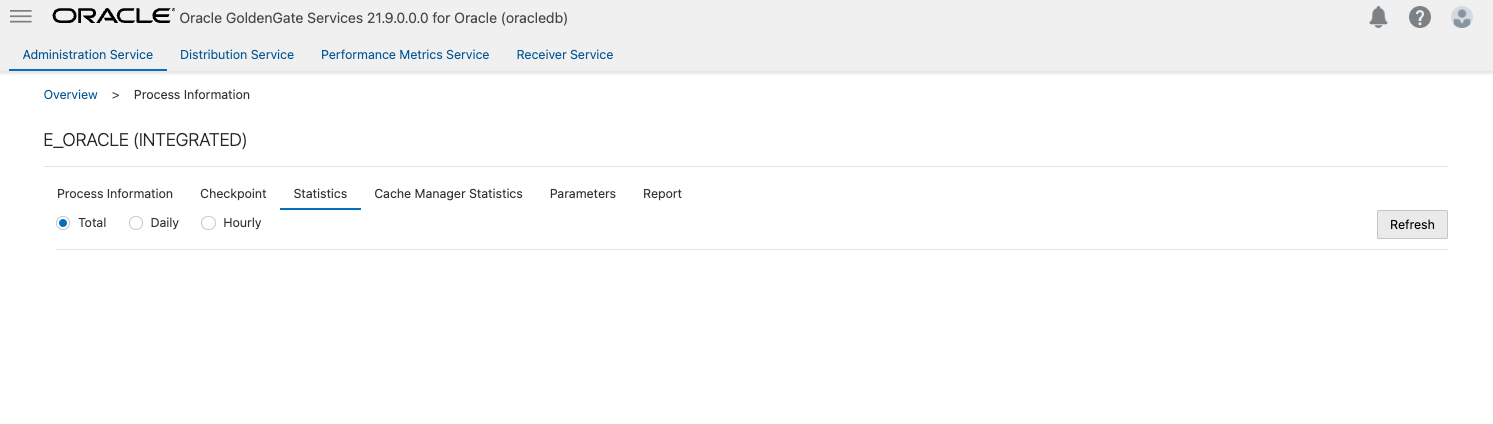 ORACLE Oracle GoldenGate Services 21.9.0.0.0 for Oracle (oracledb)
Administration Service Distribution Service Performance Metrics Service Receiver Service
Overview > Process Information
E_ORACLE (INTEGRATED)
Process Information Checkpoint Statistics Cache Manager Statistics Parameters Report
Total Daily Hourly Refresh